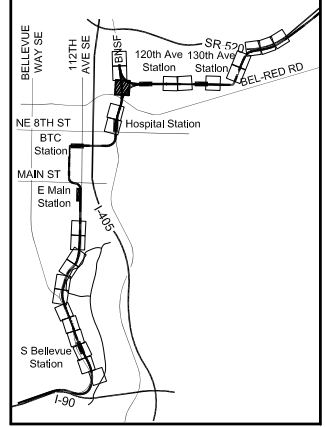 BELLEVUE
WAY SE
112TH
AVE SE
BNSF
SR-520
120th Ave
Station
130th Ave
Station
BEL-RED RD
NE 8TH ST
Hospital Station
BTC
Station
MAIN ST
E Main
Station
I-405
S Bellevue
Station
I-90